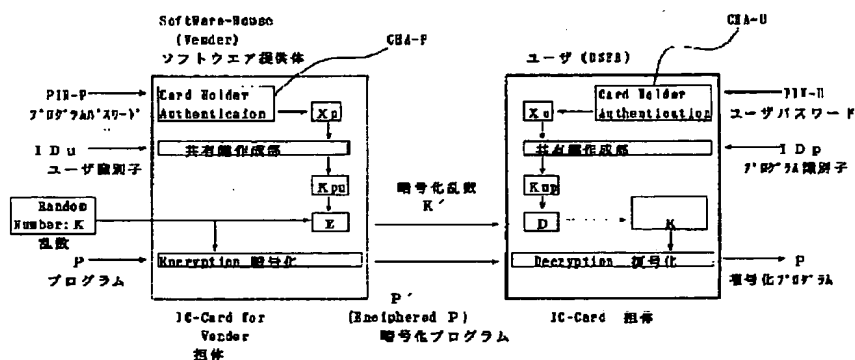 Software-House
(Vender)
ソフトウエア提供体
CHA-P
PIN-P
プログラムパスワード
IDu
ユーザ識別子
Random
Number: K
乱数
P
プログラム
Card Holder
Authenticaion
Xp
共有鍵作成部
Kpu
E
Encryption 暗号化
IC-Card for
Vender
担体
暗号化乱数
K′
P′
(Enciphered P)
暗号化プログラム
ユーザ (USER)
CHA-U
Card Holder
Authentication
Xu
共有鍵作成部
Kup
D
K
Decryption 復号化
IC-Card 担体
PIN-U
ユーザパスワード
IDp
プログラム識別子
P
復号化プログラム